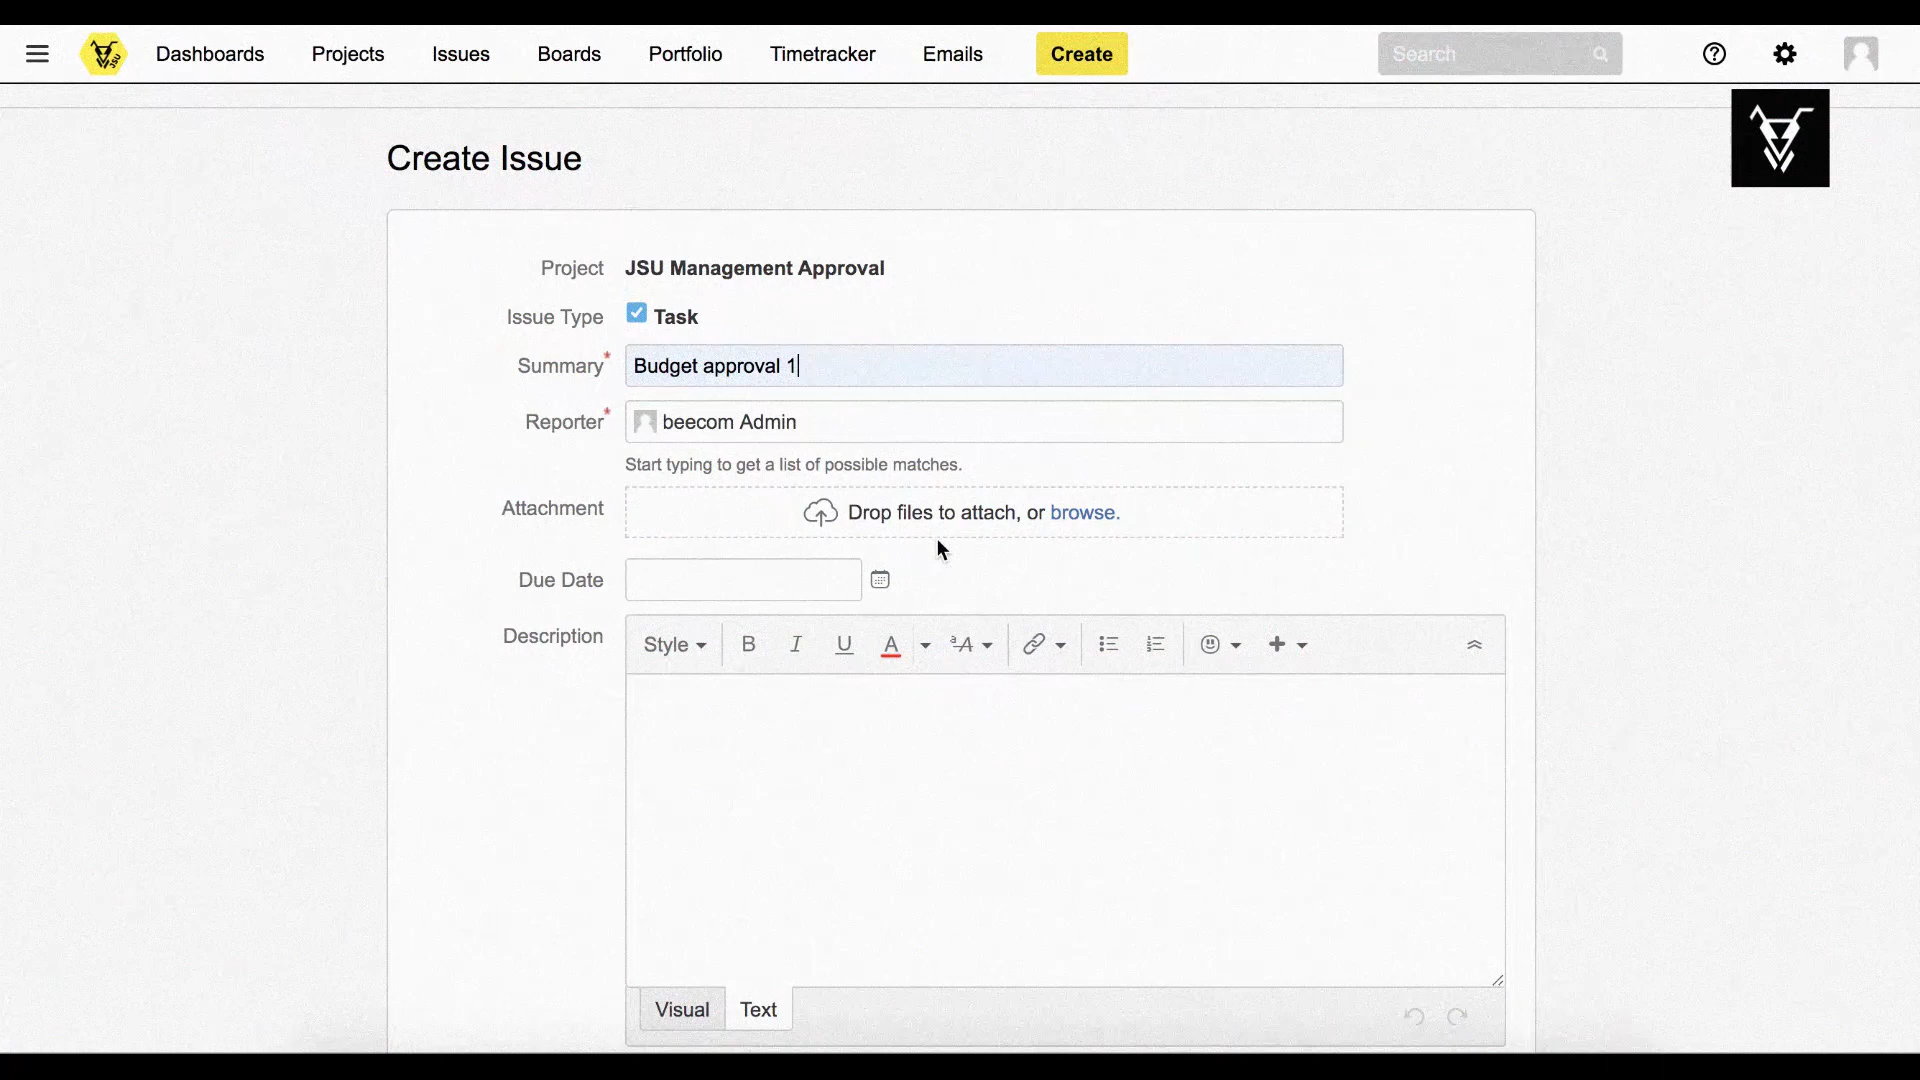 Dashboards Projects Issues Boards Portfolio Timetracker Emails Create Search
JSU
Create Issue
Project JSU Management Approval
Issue Type Task
Summary* Budget approval 1
Reporter* beecom Admin
Start typing to get a list of possible matches.
Attachment Drop files to attach, or browse.
Due Date
Description Style B I U A ªA
Visual Text